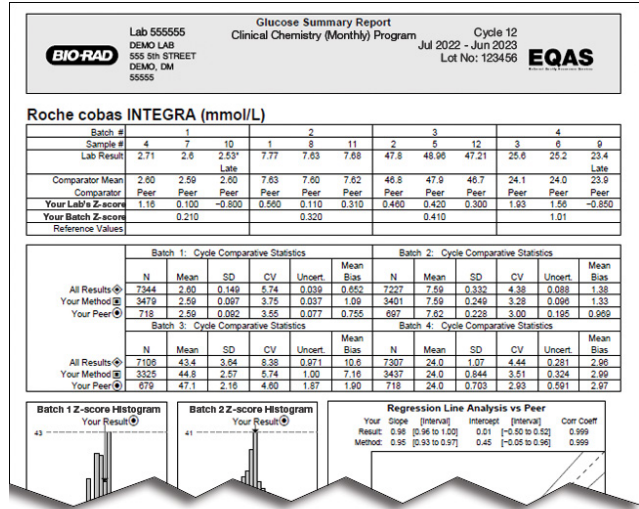 Glucose Summary Report
Clinical Chemistry (Monthly) Program
Lab 555555
DEMO LAB
555 5th STREET
DEMO, DM
55555
BIO-RAD
Cycle 12
Jul 2022 - Jun 2023
Lot No: 123456
EQAS
Roche cobas INTEGRA (mmol/L)
Batch # 1 2 3 4
Sample # 4 7 10 1 8 11 2 5 12 3 6 9
Lab Result 2.71 2.6 2.53* 7.77 7.63 7.68 47.8 48.96 47.21 25.6 25.2 23.4
Late Late
Comparator Mean 2.60 2.59 2.60 7.63 7.60 7.62 46.8 47.9 46.7 24.1 24.0 23.9
Comparator Peer Peer Peer Peer Peer Peer Peer Peer Peer Peer Peer Peer
Your Lab's Z-score 1.16 0.100 -0.800 0.560 0.110 0.310 0.460 0.420 0.300 1.93 1.56 -0.850
Your Batch Z-score 0.210 0.320 0.410 1.01
Reference Values
Batch 1: Cycle Comparative Statistics Batch 2: Cycle Comparative Statistics
N Mean SD CV Uncert. Mean Bias N Mean SD CV Uncert. Mean Bias
All Results 7344 2.60 0.149 5.74 0.039 0.652 7227 7.59 0.332 4.38 0.088 1.38
Your Method 3479 2.59 0.097 3.75 0.037 1.09 3401 7.59 0.249 3.28 0.096 1.33
Your Peer 718 2.59 0.092 3.55 0.077 0.755 697 7.62 0.228 3.00 0.195 0.969
Batch 3: Cycle Comparative Statistics Batch 4: Cycle Comparative Statistics
N Mean SD CV Uncert. Mean Bias N Mean SD CV Uncert. Mean Bias
All Results 7106 43.4 3.64 8.38 0.971 10.6 7307 24.0 1.07 4.44 0.281 2.96
Your Method 3325 44.8 2.57 5.74 1.00 7.16 3437 24.0 0.844 3.51 0.324 2.99
Your Peer 679 47.1 2.16 4.60 1.87 1.90 718 24.0 0.703 2.93 0.591 2.97
Batch 1 Z-score Histogram
Your Result
43
Batch 2 Z-score Histogram
Your Result
41
Regression Line Analysis vs Peer
Your Slope [Interval] Intercept [Interval] Corr Coeff
Result: 0.98 [0.96 to 1.00] 0.01 [-0.50 to 0.52] 0.999
Method: 0.95 [0.93 to 0.97] 0.45 [-0.05 to 0.96] 0.999